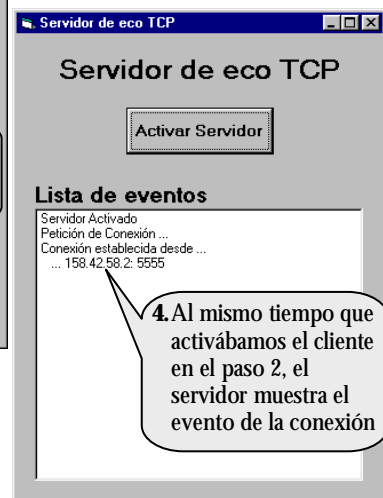 Servidor de eco TCP
Servidor de eco TCP
Activar Servidor
Lista de eventos
Servidor Activado
Petición de Conexión ...
Conexión establecida desde ...
... 158.42.58.2: 5555
4. Al mismo tiempo que
activábamos el cliente
en el paso 2, el
servidor muestra el
evento de la conexión